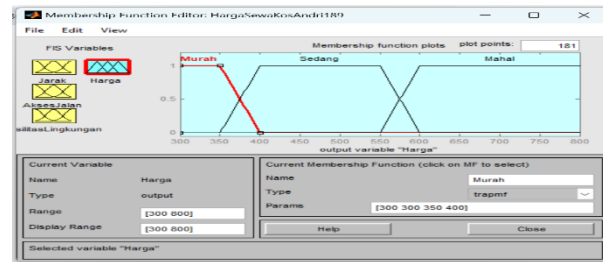 Membership Function Editor: HargaSewaKosAndri189
File Edit View
FIS Variables
Membership function plots plot points: 181
Jarak Harga
AksesJalan
silitasLingkungan
Murah Sedang Mahal
1
0.5
0
300 350 400 450 500 550 600 650 700 750 800
output variable "Harga"
Current Variable
Name Harga
Type output
Range [300 800]
Display Range [300 800]
Current Membership Function (click on MF to select)
Name Murah
Type trapmf
Params [300 300 350 400]
Help Close
Selected variable "Harga"